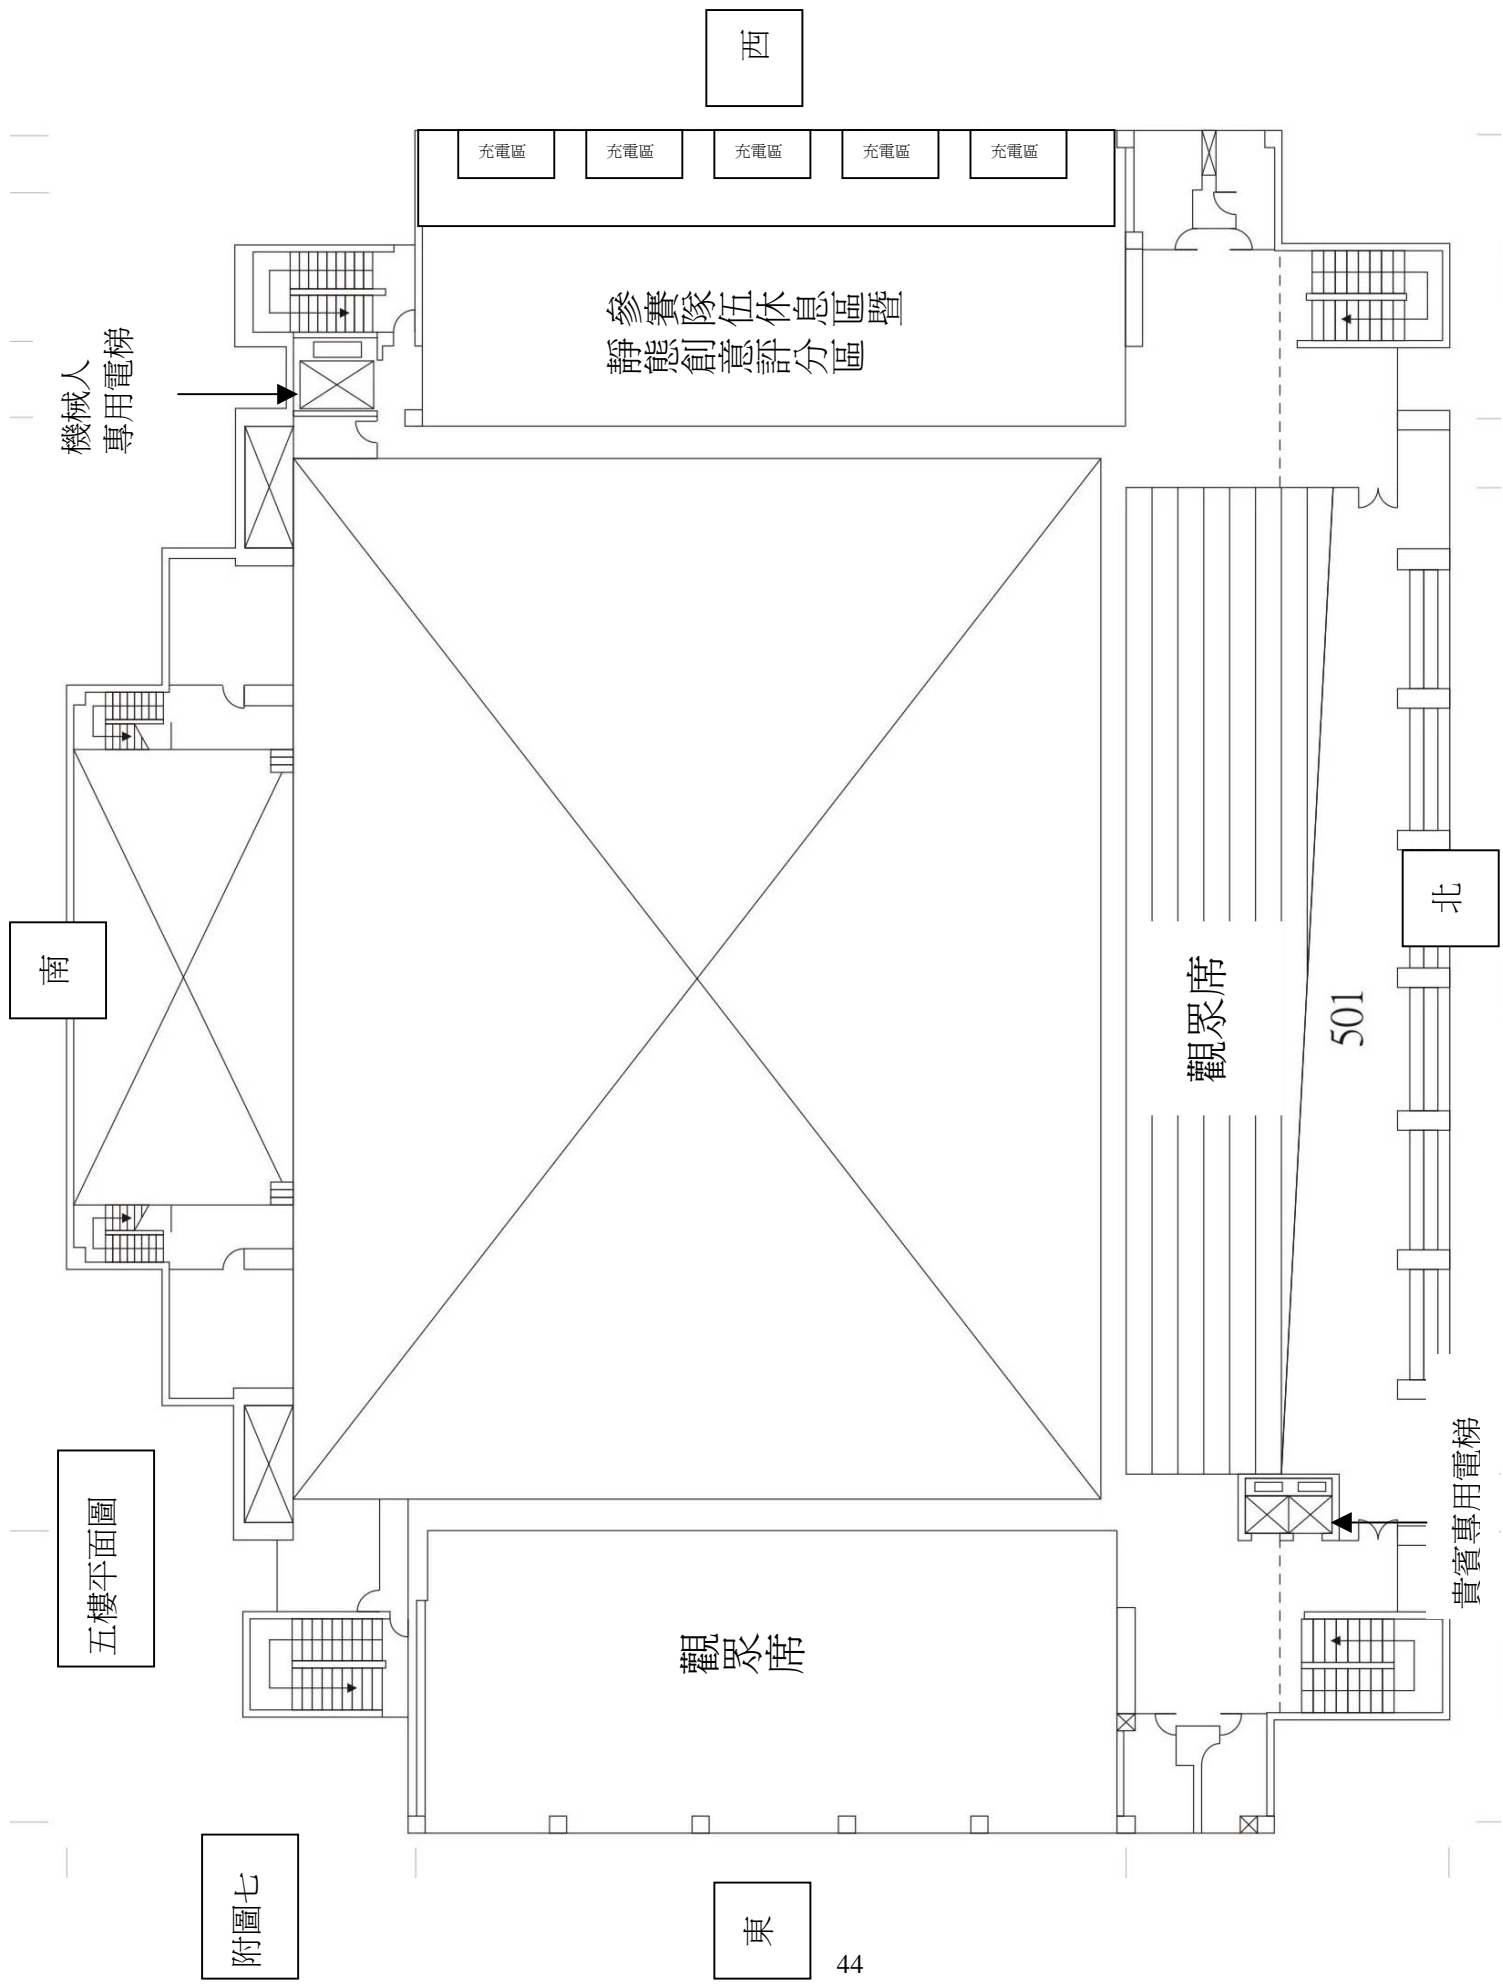 西
充電區
充電區
充電區
充電區
充電區
參賽隊伍休息區暨
靜態創意評分區
機械人
專用電梯
南
北
觀眾席
501
貴賓專用電梯
五樓平面圖
觀眾席
附圖七
東
44